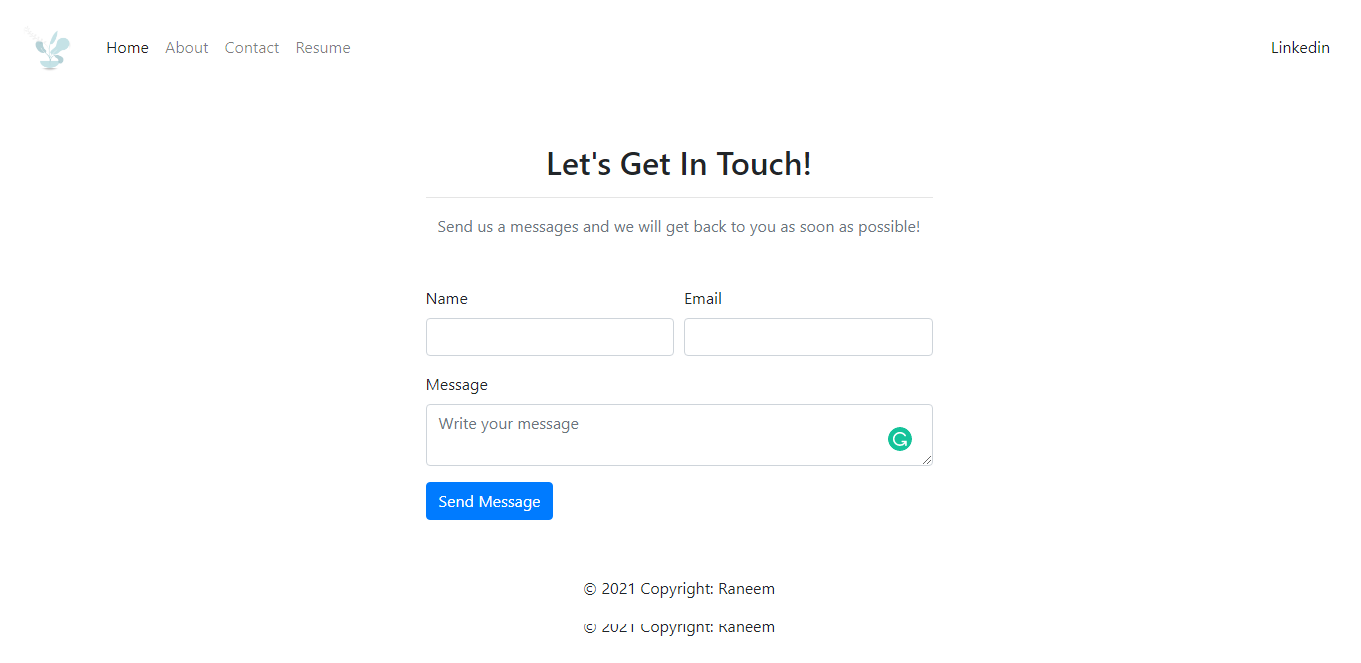 Home About Contact Resume Linkedin
Let's Get In Touch!
Send us a messages and we will get back to you as soon as possible!
Name Email
Message
Write your message
Send Message
© 2021 Copyright: Raneem
© 2021 Copyright: Raneem